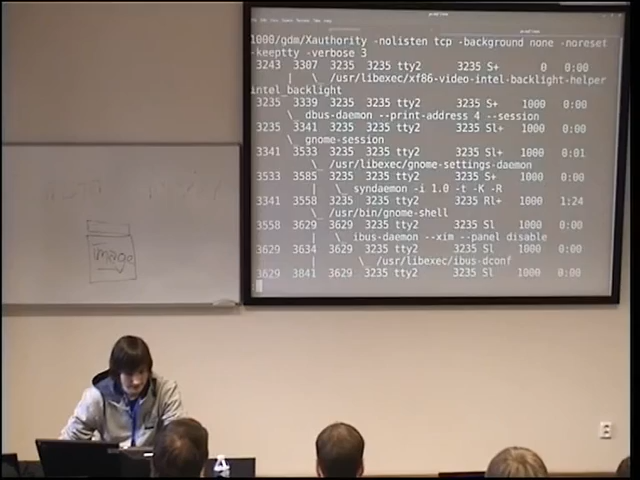 1000/gdm/Xauthority -nolisten tcp -background none -noreset
-keeptty -verbose 3
3243 3307 3235 3235 tty2 3235 S+ 0 0:00
| \_ /usr/libexec/xf86-video-intel-backlight-helper
intel_backlight
3235 3339 3235 3235 tty2 3235 S+ 1000 0:00
\_ dbus-daemon --print-address 4 --session
3235 3341 3235 3235 tty2 3235 Sl+ 1000 0:00
\_ gnome-session
3341 3533 3235 3235 tty2 3235 Sl+ 1000 0:01
\_ /usr/libexec/gnome-settings-daemon
3533 3585 3235 3235 tty2 3235 S+ 1000 0:00
| \_ syndaemon -i 1.0 -t -K -R
3341 3558 3235 3235 tty2 3235 Rl+ 1000 1:24
\_ /usr/bin/gnome-shell
3558 3629 3629 3235 tty2 3235 Sl 1000 0:00
| \_ ibus-daemon --xim --panel disable
3629 3634 3629 3235 tty2 3235 Sl 1000 0:00
| \_ /usr/libexec/ibus-dconf
3629 3841 3629 3235 tty2 3235 Sl 1000 0:00
Image